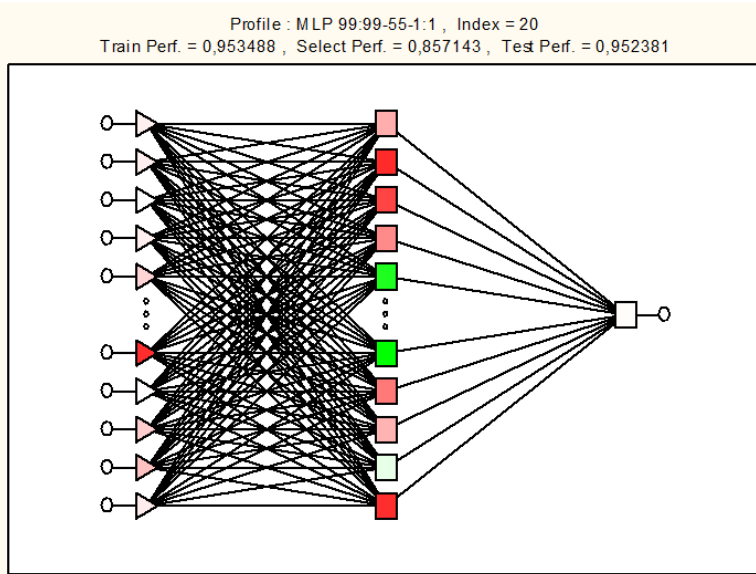 Profile : MLP 99:99-55-1:1 , Index = 20
Train Perf. = 0,953488 , Select Perf. = 0,857143 , Test Perf. = 0,952381